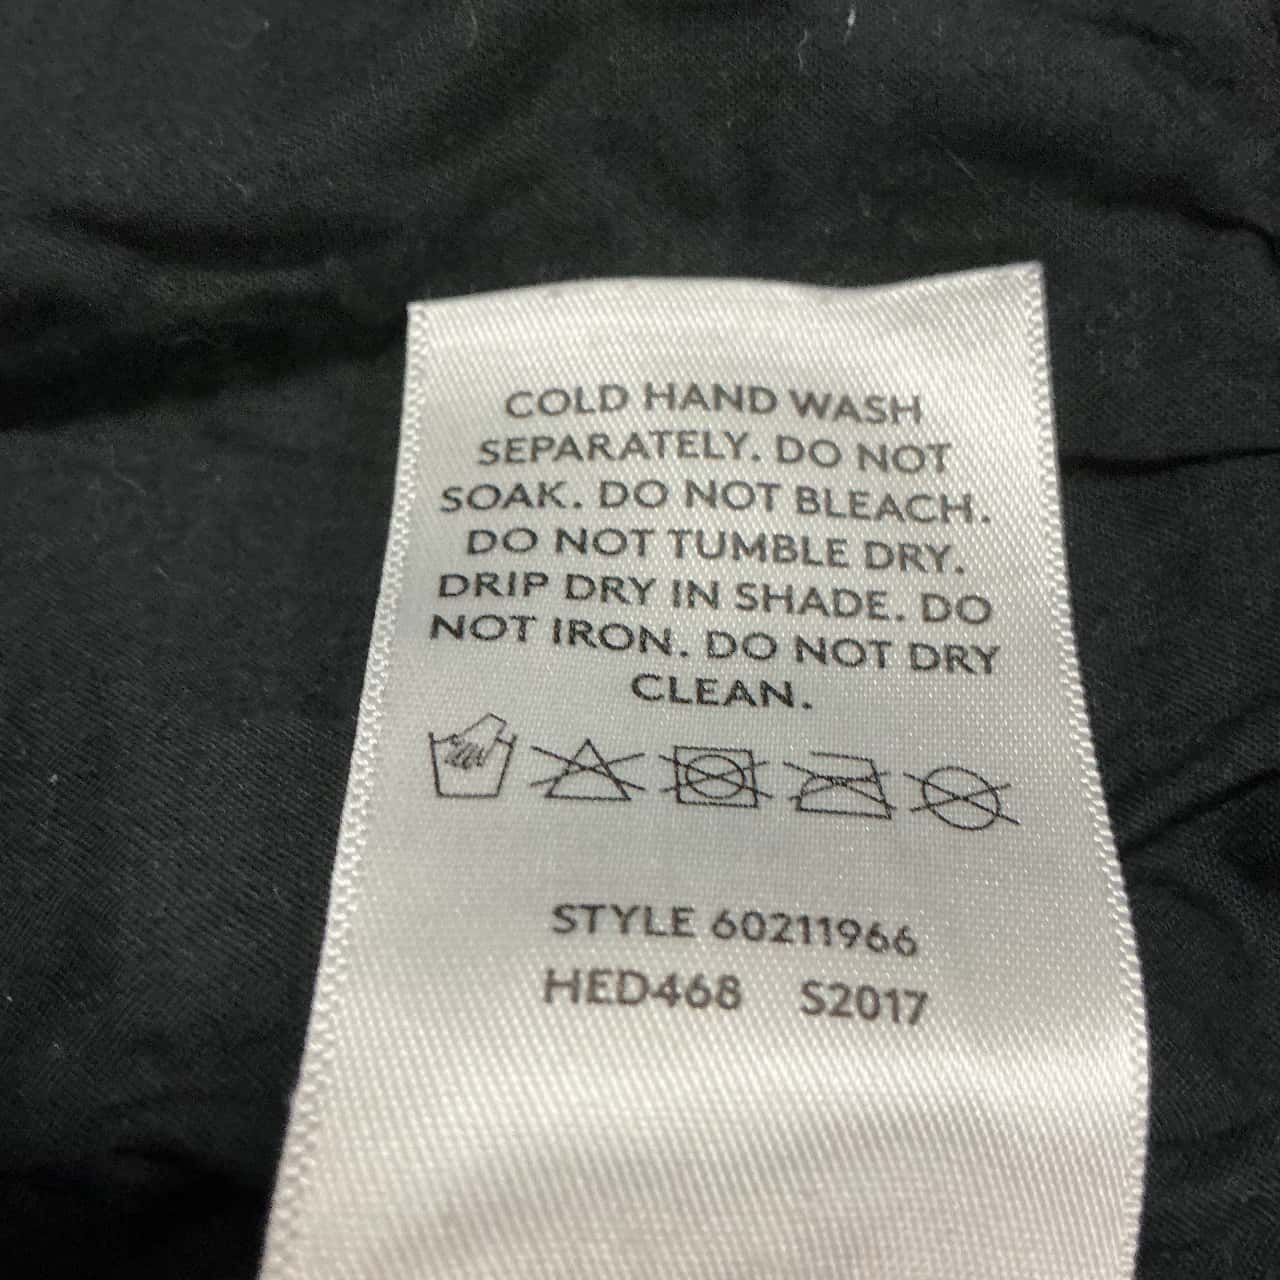 COLD HAND WASH
SEPARATELY. DO NOT
SOAK. DO NOT BLEACH.
DO NOT TUMBLE DRY.
DRIP DRY IN SHADE. DO
NOT IRON. DO NOT DRY
CLEAN.
STYLE 60211966
HED468 S2017